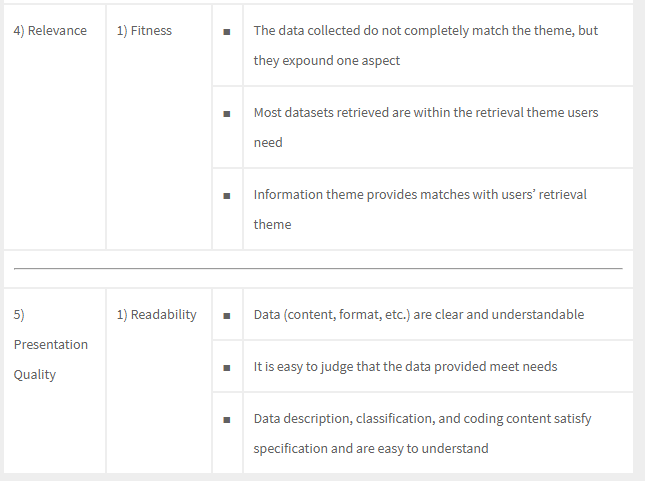 4) Relevance
1) Fitness
■ The data collected do not completely match the theme, but
they expound one aspect
■ Most datasets retrieved are within the retrieval theme users
need
■ Information theme provides matches with users’ retrieval
theme
5)
Presentation
Quality
1) Readability
■ Data (content, format, etc.) are clear and understandable
■ It is easy to judge that the data provided meet needs
■ Data description, classification, and coding content satisfy
specification and are easy to understand